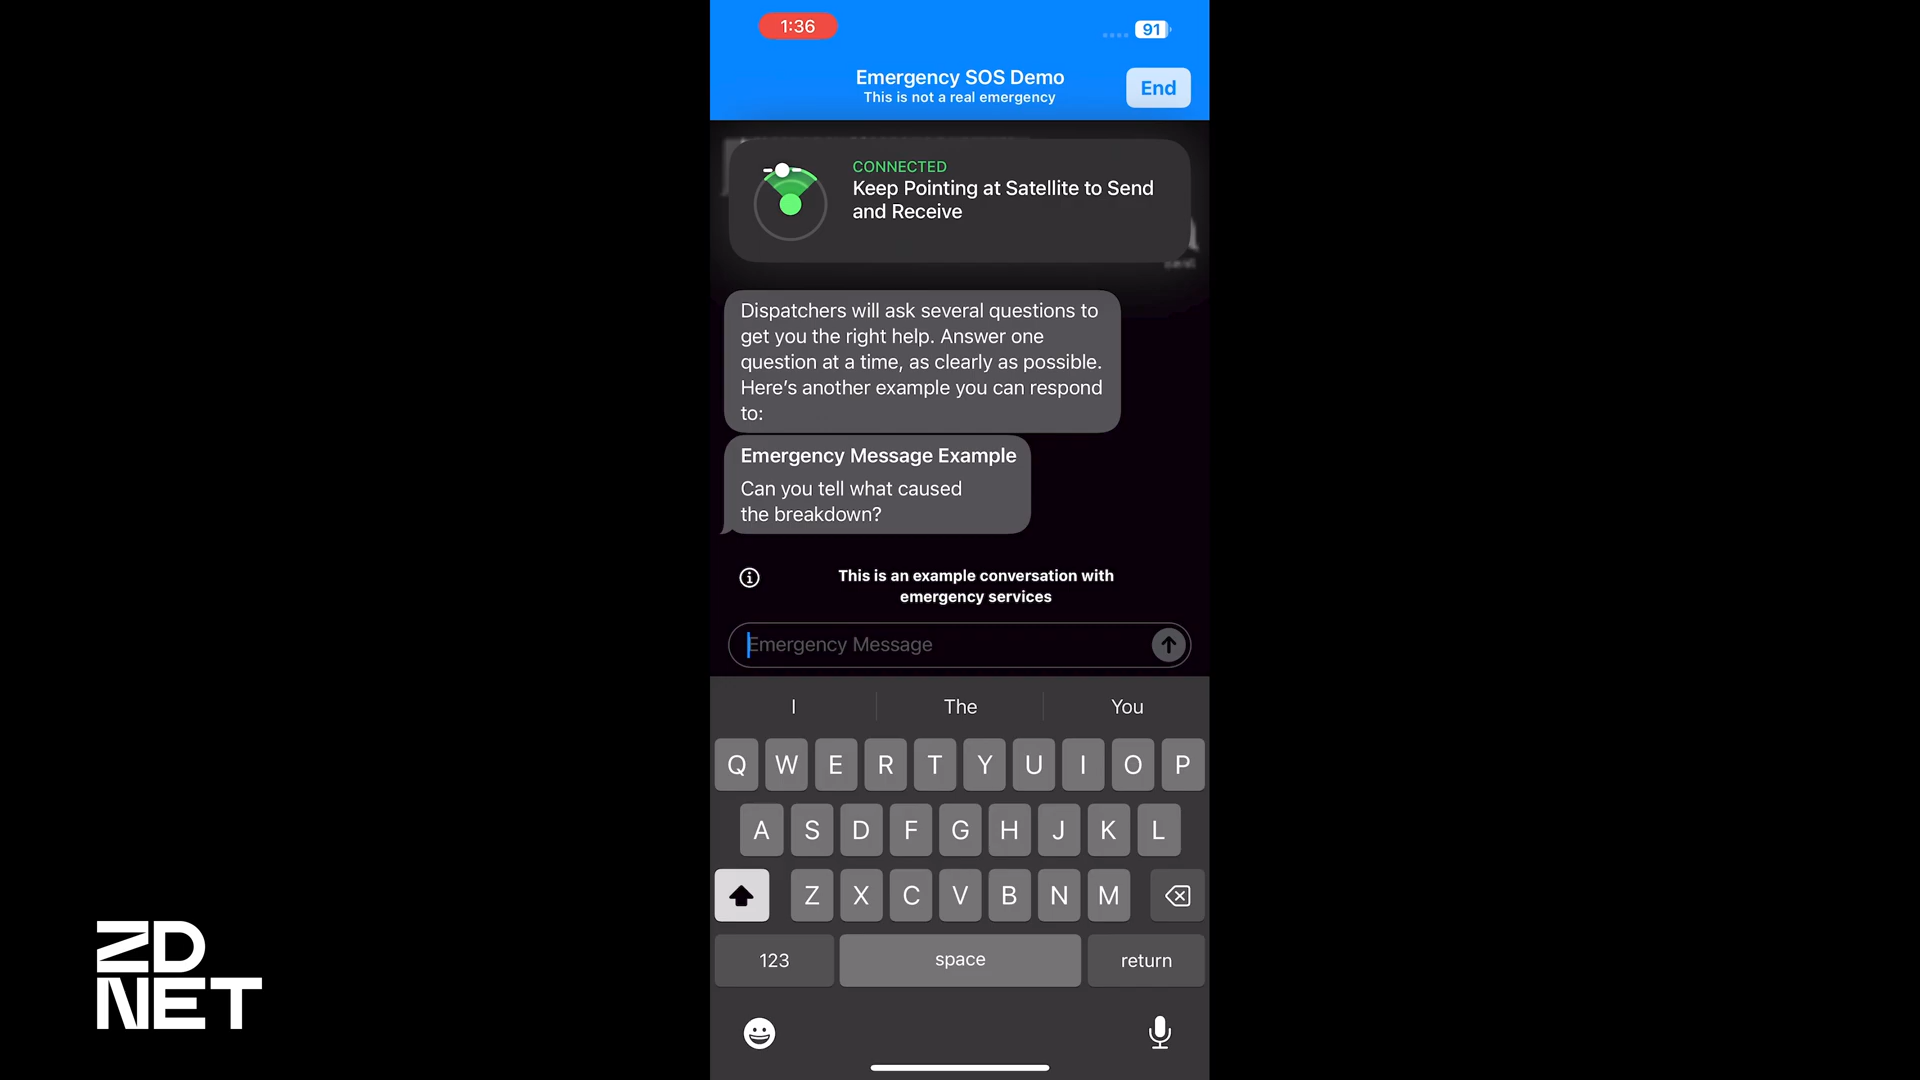 1:36
91
Emergency SOS Demo
This is not a real emergency
End
CONNECTED
Keep Pointing at Satellite to Send
and Receive
Dispatchers will ask several questions to
get you the right help. Answer one
question at a time, as clearly as possible.
Here’s another example you can respond
to:
Emergency Message Example
Can you tell what caused
the breakdown?
This is an example conversation with
emergency services
Emergency Message
I The You
Q W E R T Y U I O P
A S D F G H J K L
Z X C V B N M
123 space return
ZD
NET